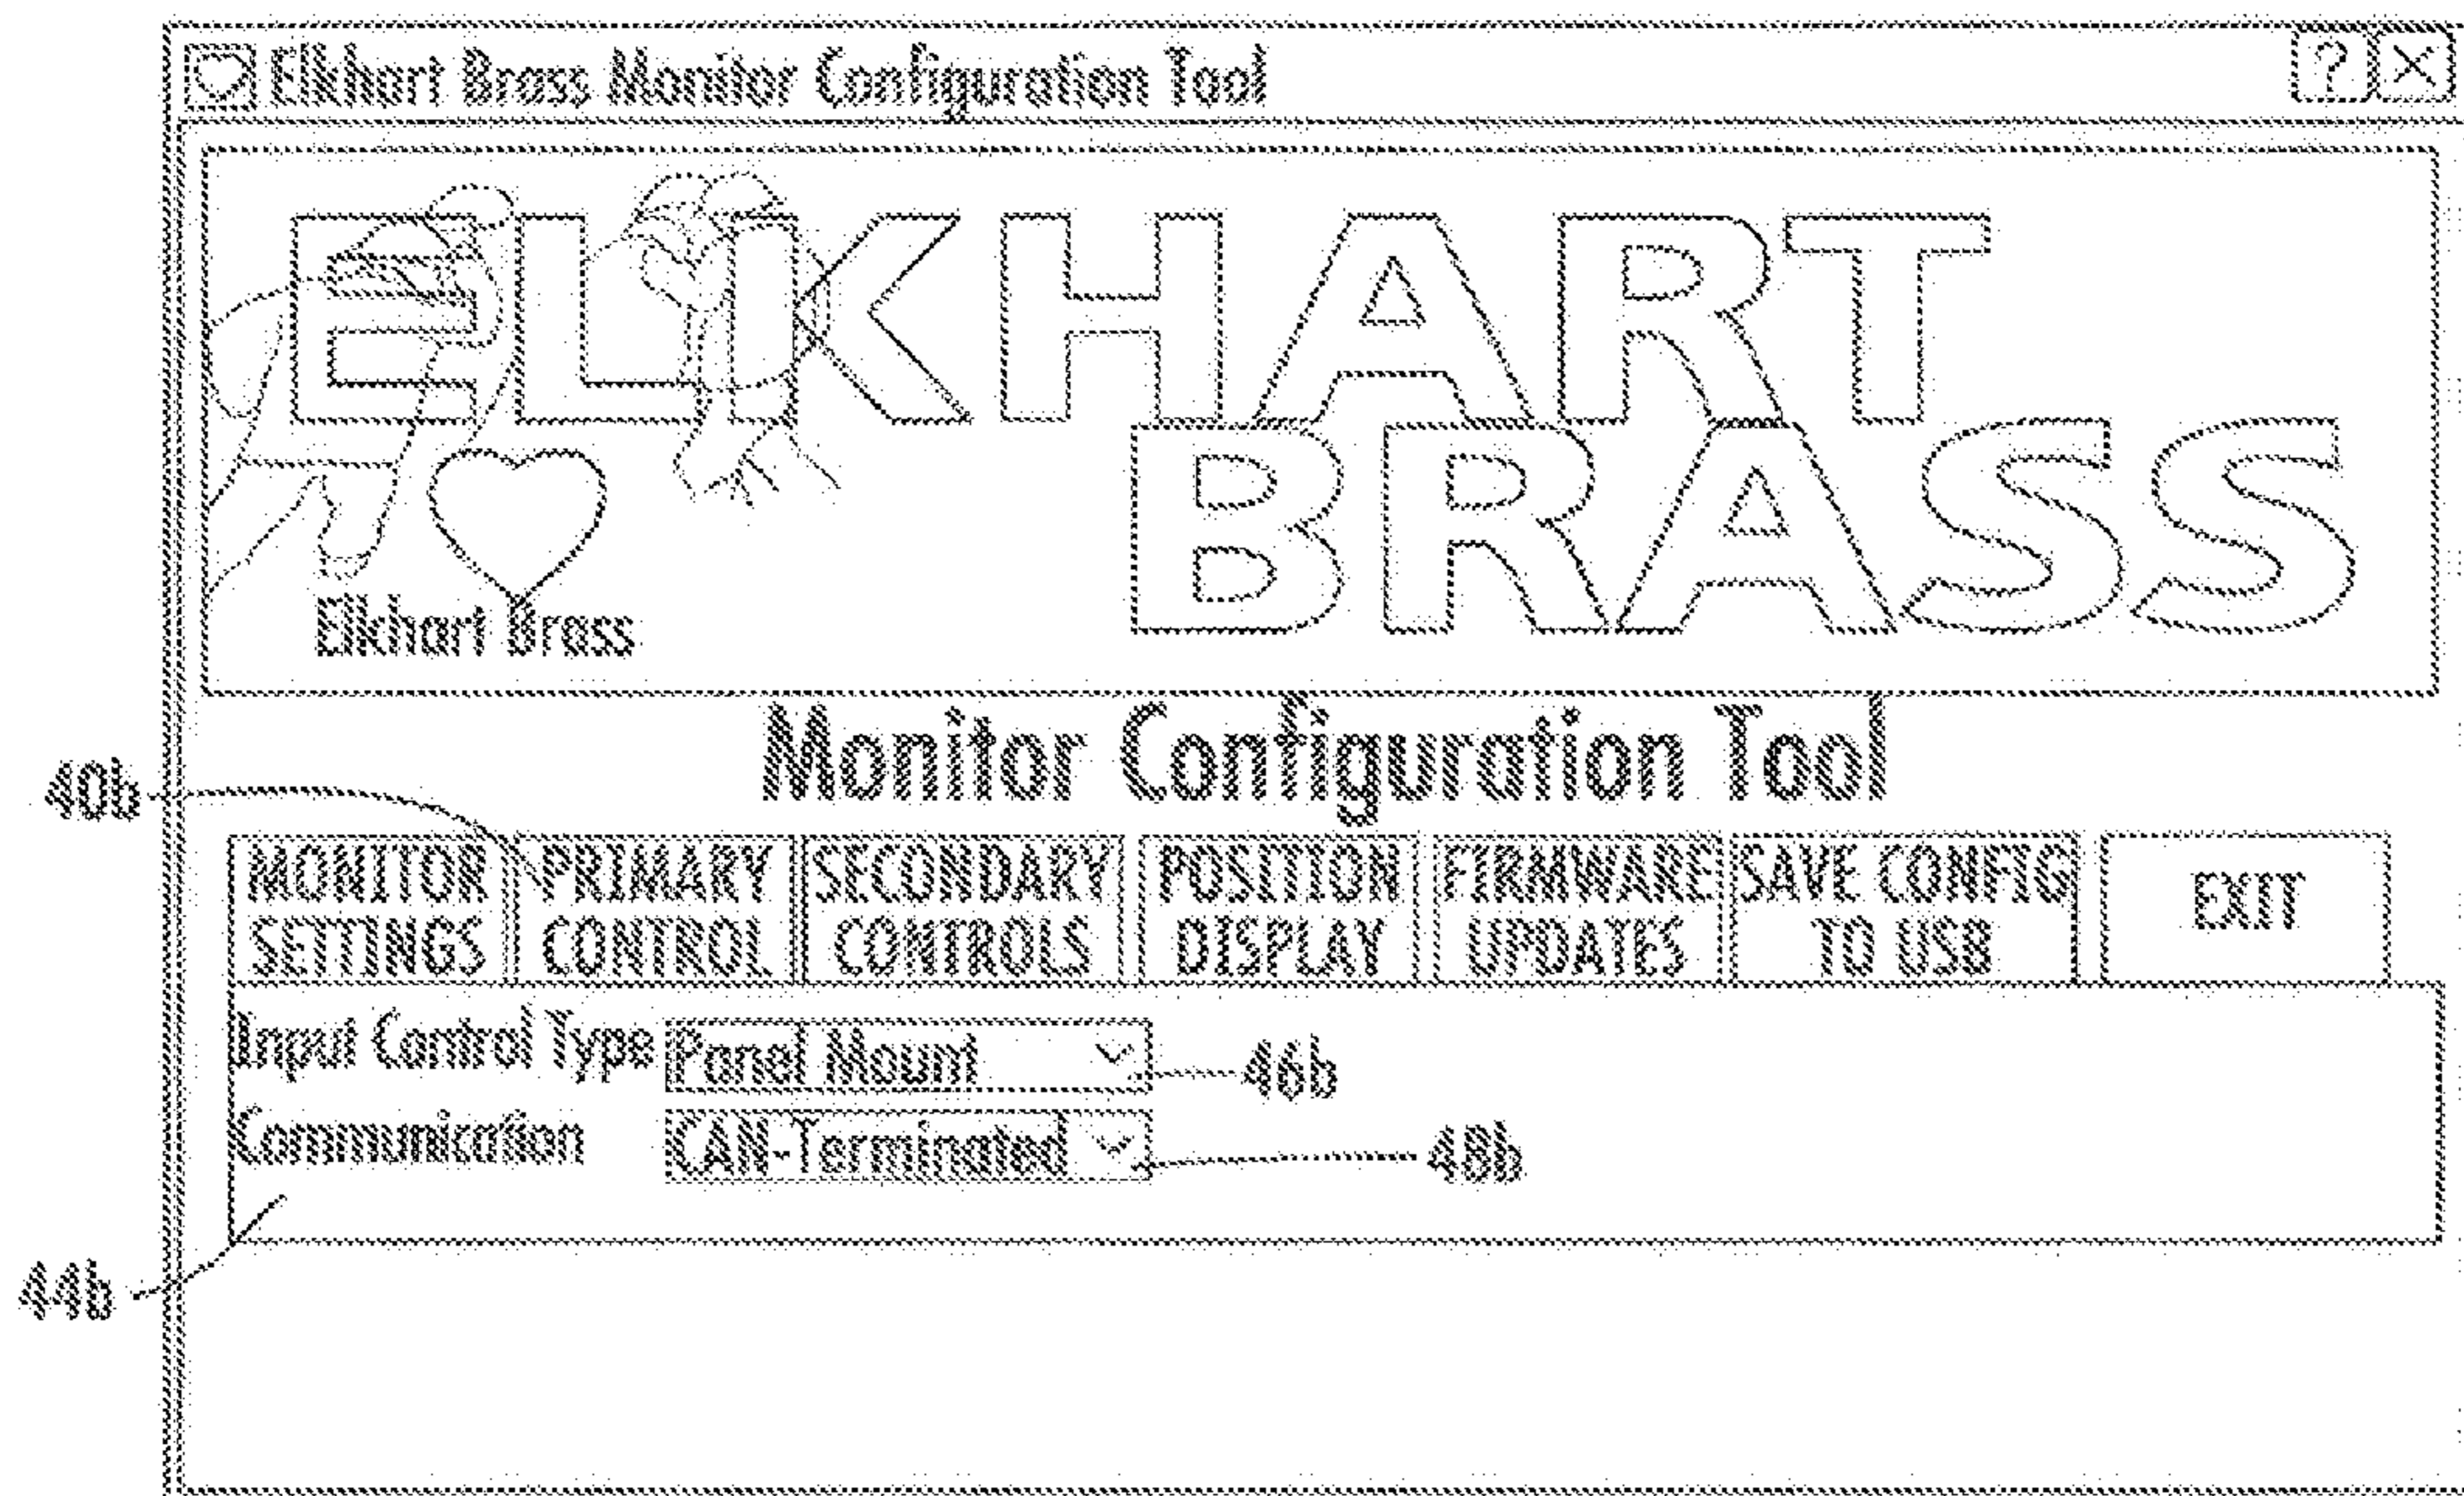 Elkhart Brass Monitor Configuration Tool ? X
ELKHART
BRASS
Elkhart Brass
Monitor Configuration Tool
40b
MONITOR SETTINGS
PRIMARY CONTROL
SECONDARY CONTROLS
POSITION DISPLAY
FIRMWARE UPDATES
SAVE CONFIG TO USB
EXIT
Input Control Type Panel Mount 46b
Communication CAN-Terminated 48b
44b